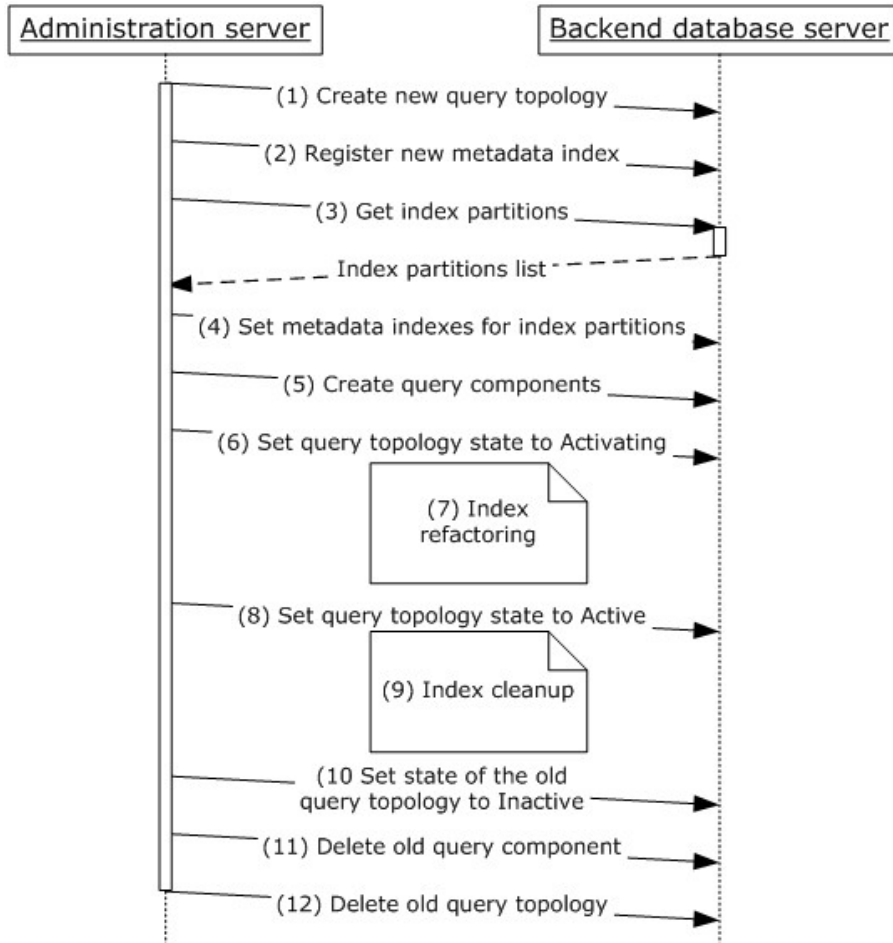 Administration server
Backend database server
(1) Create new query topology
(2) Register new metadata index
(3) Get index partitions
Index partitions list
(4) Set metadata indexes for index partitions
(5) Create query components
(6) Set query topology state to Activating
(7) Index
refactoring
(8) Set query topology state to Active
(9) Index cleanup
(10 Set state of the old
query topology to Inactive
(11) Delete old query component
(12) Delete old query topology